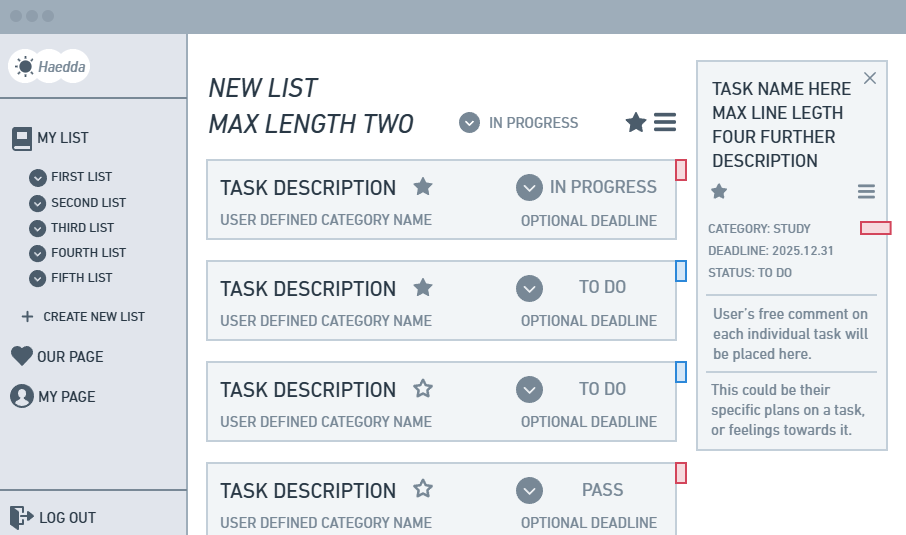 Haedda
MY LIST
FIRST LIST
SECOND LIST
THIRD LIST
FOURTH LIST
FIFTH LIST
CREATE NEW LIST
OUR PAGE
MY PAGE
LOG OUT
NEW LIST
MAX LENGTH TWO
IN PROGRESS
TASK DESCRIPTION
IN PROGRESS
USER DEFINED CATEGORY NAME
OPTIONAL DEADLINE
TASK DESCRIPTION
TO DO
USER DEFINED CATEGORY NAME
OPTIONAL DEADLINE
TASK DESCRIPTION
TO DO
USER DEFINED CATEGORY NAME
OPTIONAL DEADLINE
TASK DESCRIPTION
PASS
USER DEFINED CATEGORY NAME
OPTIONAL DEADLINE
TASK NAME HERE
MAX LINE LEGTH
FOUR FURTHER
DESCRIPTION
CATEGORY: STUDY
DEADLINE: 2025.12.31
STATUS: TO DO
User's free comment on
each individual task will
be placed here.
This could be their
specific plans on a task,
or feelings towards it.